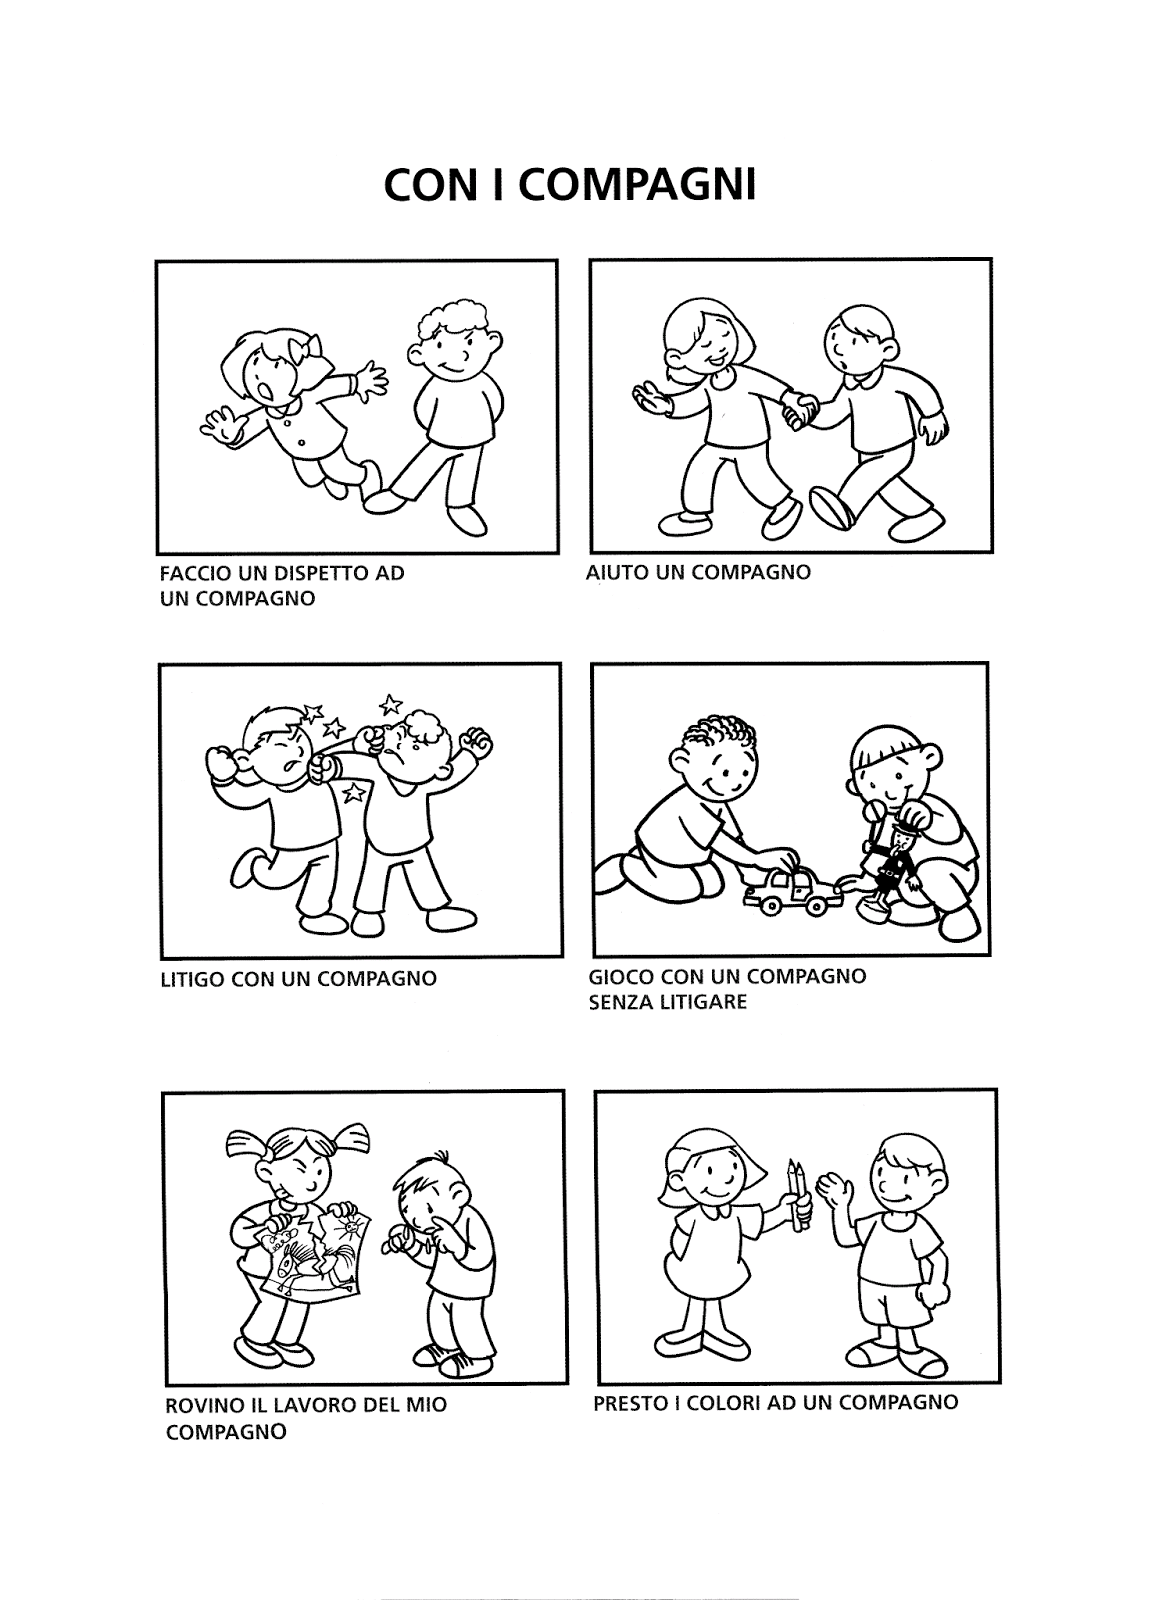 CON I COMPAGNI
FACCIO UN DISPETTO AD
UN COMPAGNO
AIUTO UN COMPAGNO
LITIGO CON UN COMPAGNO
GIOCO CON UN COMPAGNO
SENZA LITIGARE
ROVINO IL LAVORO DEL MIO
COMPAGNO
PRESTO I COLORI AD UN COMPAGNO